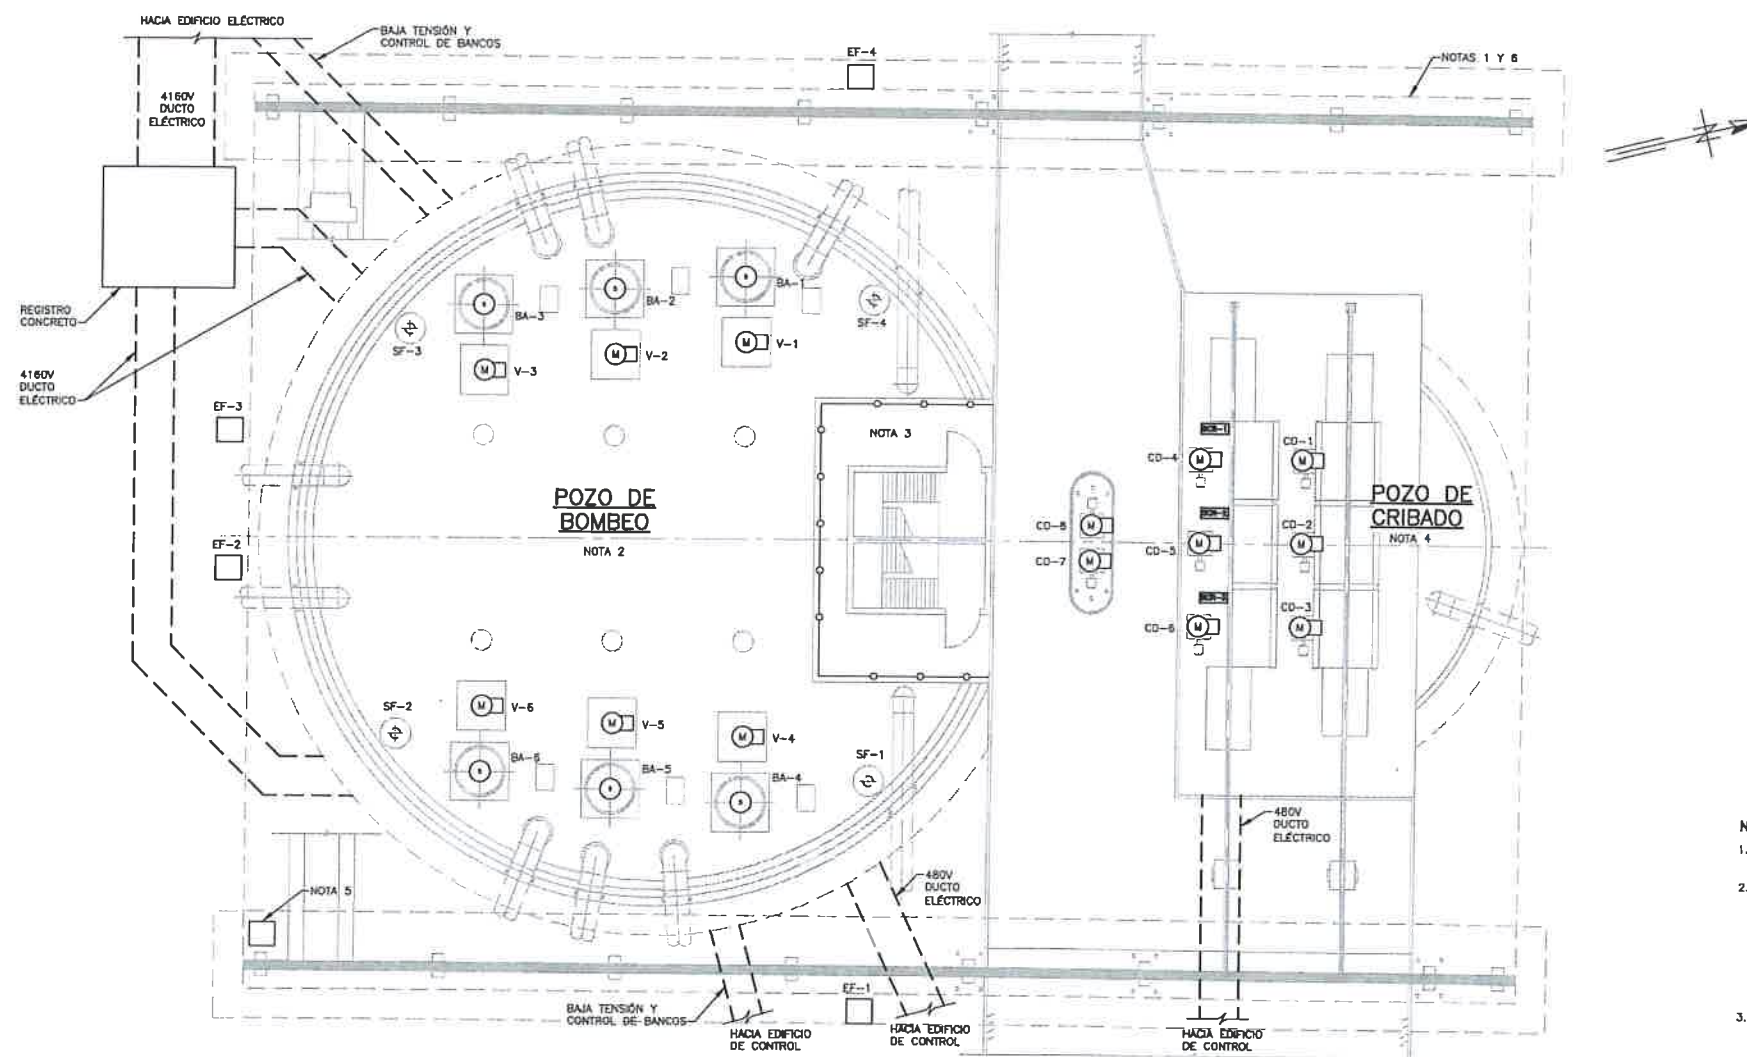 HACIA EDIFICIO ELÉCTRICO
BAJA TENSIÓN Y
CONTROL DE BANCOS
EF-4
NOTAS 1 Y 6
4160V
DUCTO
ELÉCTRICO
REGISTRO
CONCRETO
4160V
DUCTO
ELÉCTRICO
EF-3
EF-2
BA-3
BA-2
BA-1
SF-3
SF-4
M V-3
M V-2
M V-1
NOTA 3
POZO DE
BOMBEO
NOTA 2
CD-8 M
CD-7 M
CD-4 M
CD-1
M
CD-5 M
CD-2
M
CD-6 M
CD-3
M
POZO DE
CRIBADO
NOTA 4
SF-2
M V-6
M V-5
M V-4
SF-1
BA-6
BA-5
BA-4
NOTA 5
480V
DUCTO
ELÉCTRICO
480V
DUCTO
ELÉCTRICO
BAJA TENSIÓN Y
CONTROL DE BANCOS
EF-1
HACIA EDIFICIO
DE CONTROL
HACIA EDIFICIO
DE CONTROL
HACIA EDIFICIO
DE CONTROL
N
1.
2.
3.